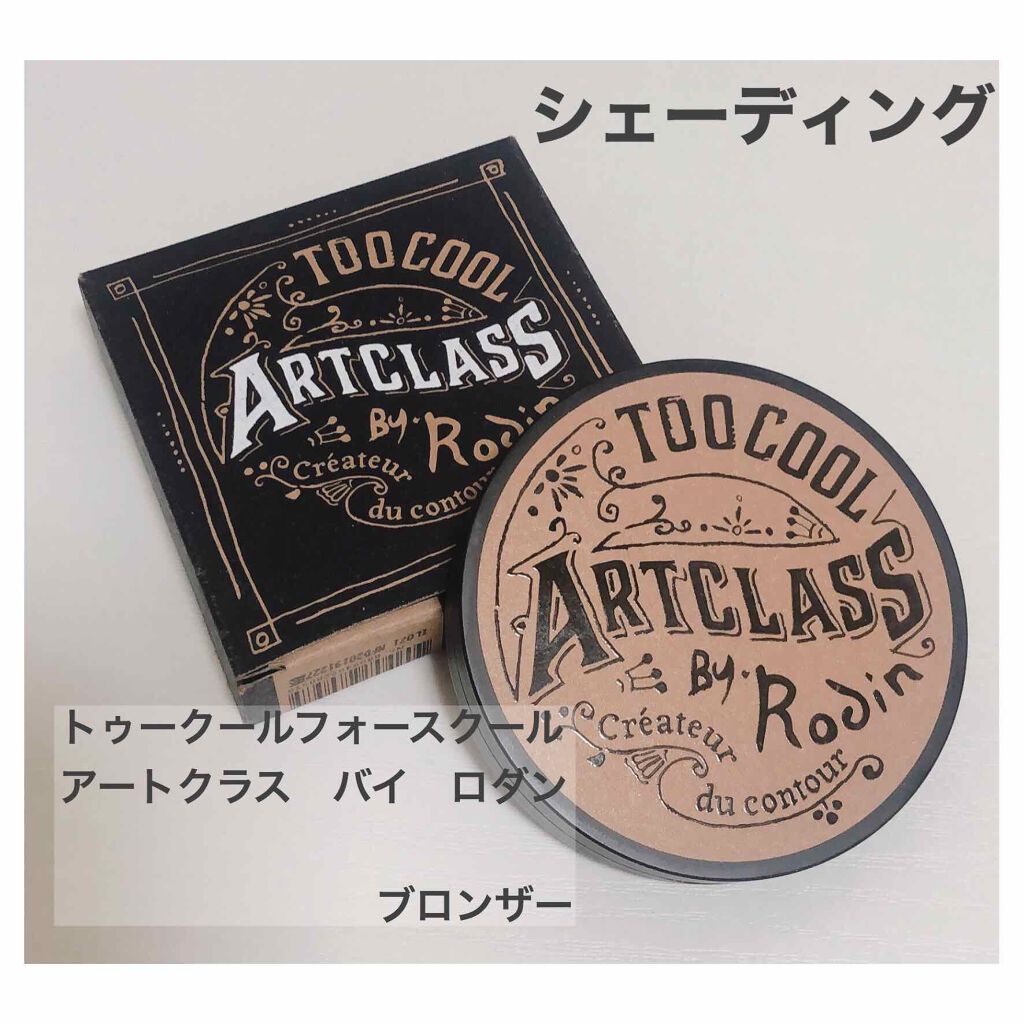 シェーディング
TOO COOL
ARTCLASS
By. Rodin
Créateur
du contour
TOO COOL
ARTCLASS
By. Rodin
Créateur
du contour
トゥークールフォースクール
アートクラス　バイ　ロダン
ブロンザー